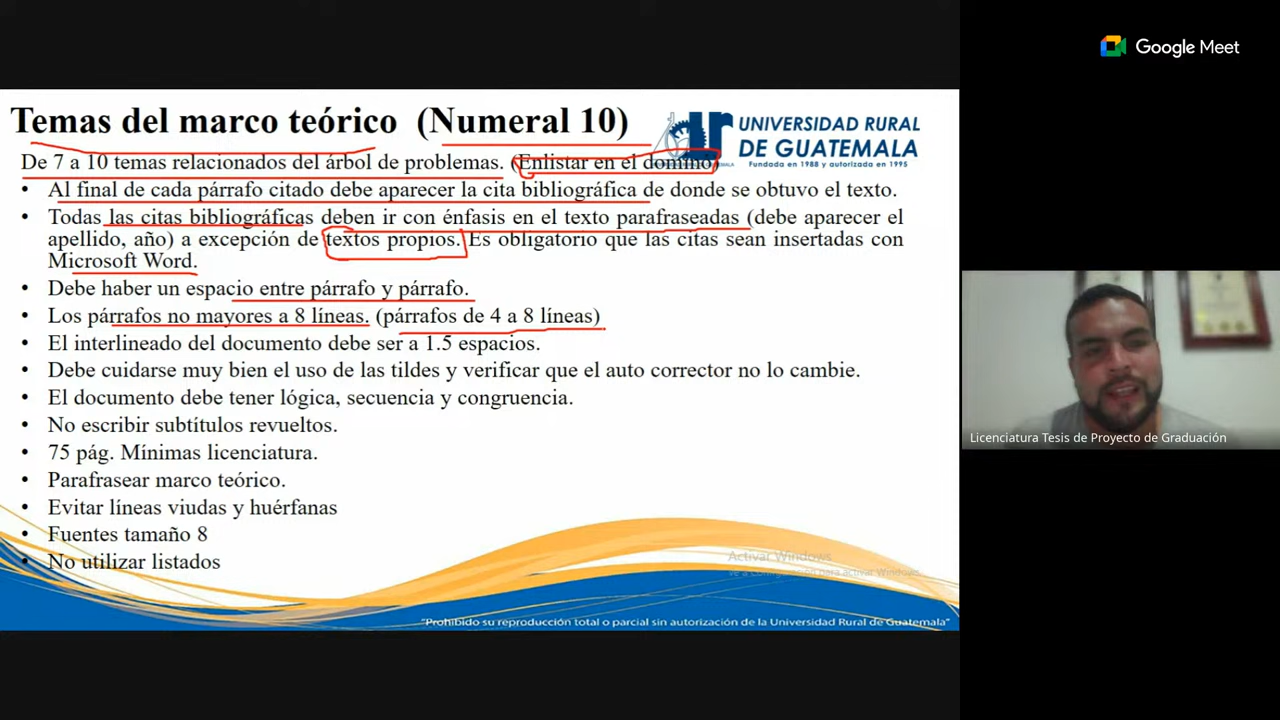 Google Meet
Temas del marco teórico (Numeral 10)
UNIVERSIDAD RURAL
DE GUATEMALA
Fundada en 1988 y autorizada en 1995
De 7 a 10 temas relacionados del árbol de problemas. (Enlistar en el dominó)
• Al final de cada párrafo citado debe aparecer la cita bibliográfica de donde se obtuvo el texto.
• Todas las citas bibliográficas deben ir con énfasis en el texto parafraseadas (debe aparecer el
apellido, año) a excepción de textos propios. Es obligatorio que las citas sean insertadas con
Microsoft Word.
• Debe haber un espacio entre párrafo y párrafo.
• Los párrafos no mayores a 8 líneas. (párrafos de 4 a 8 líneas)
• El interlineado del documento debe ser a 1.5 espacios.
• Debe cuidarse muy bien el uso de las tildes y verificar que el auto corrector no lo cambie.
• El documento debe tener lógica, secuencia y congruencia.
• No escribir subtítulos revueltos.
• 75 pág. Mínimas licenciatura.
• Parafrasear marco teórico.
• Evitar líneas viudas y huérfanas
• Fuentes tamaño 8
• No utilizar listados
Activar Windows
Ve a Configuración para activar Windows.
"Prohibido su reproducción total o parcial sin autorización de la Universidad Rural de Guatemala"
Licenciatura Tesis de Proyecto de Graduación